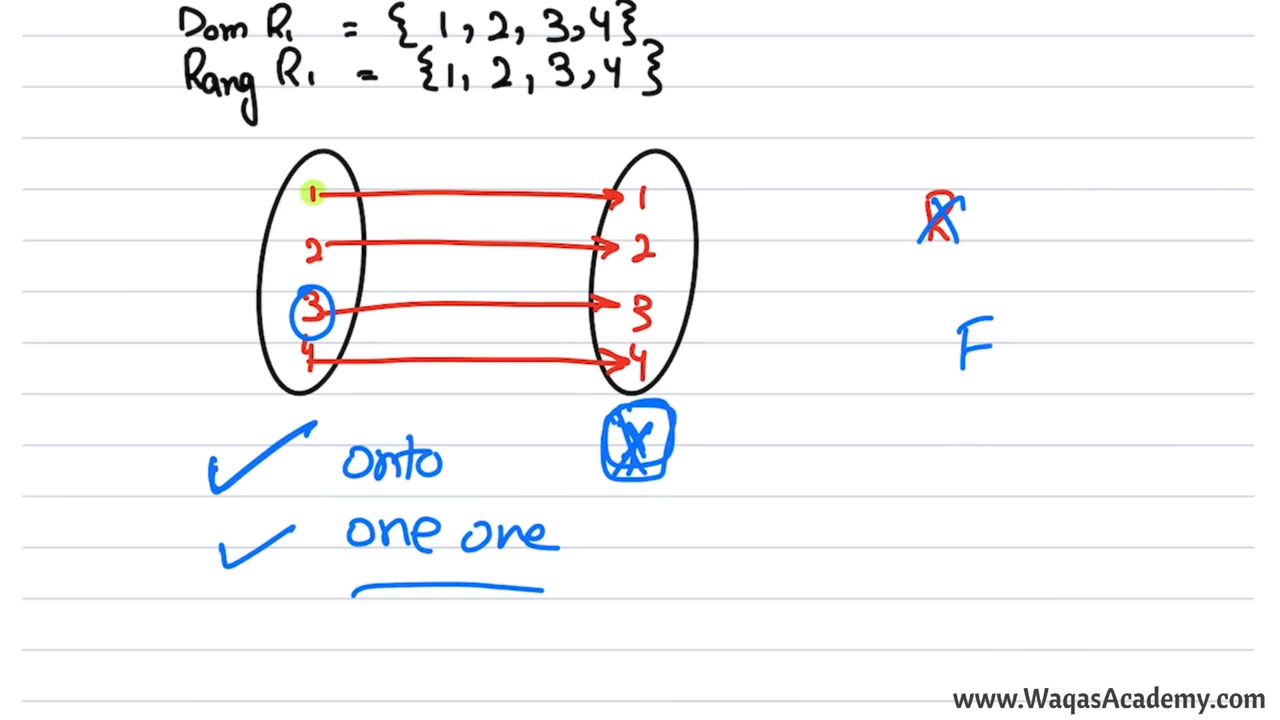 Dom R₁ = { 1, 2, 3, 4}
Rang R₁ = {1, 2, 3, 4 }
1 1
2 2
3 3
4 4
R
F
X
onto
one one
www.WaqasAcademy.com